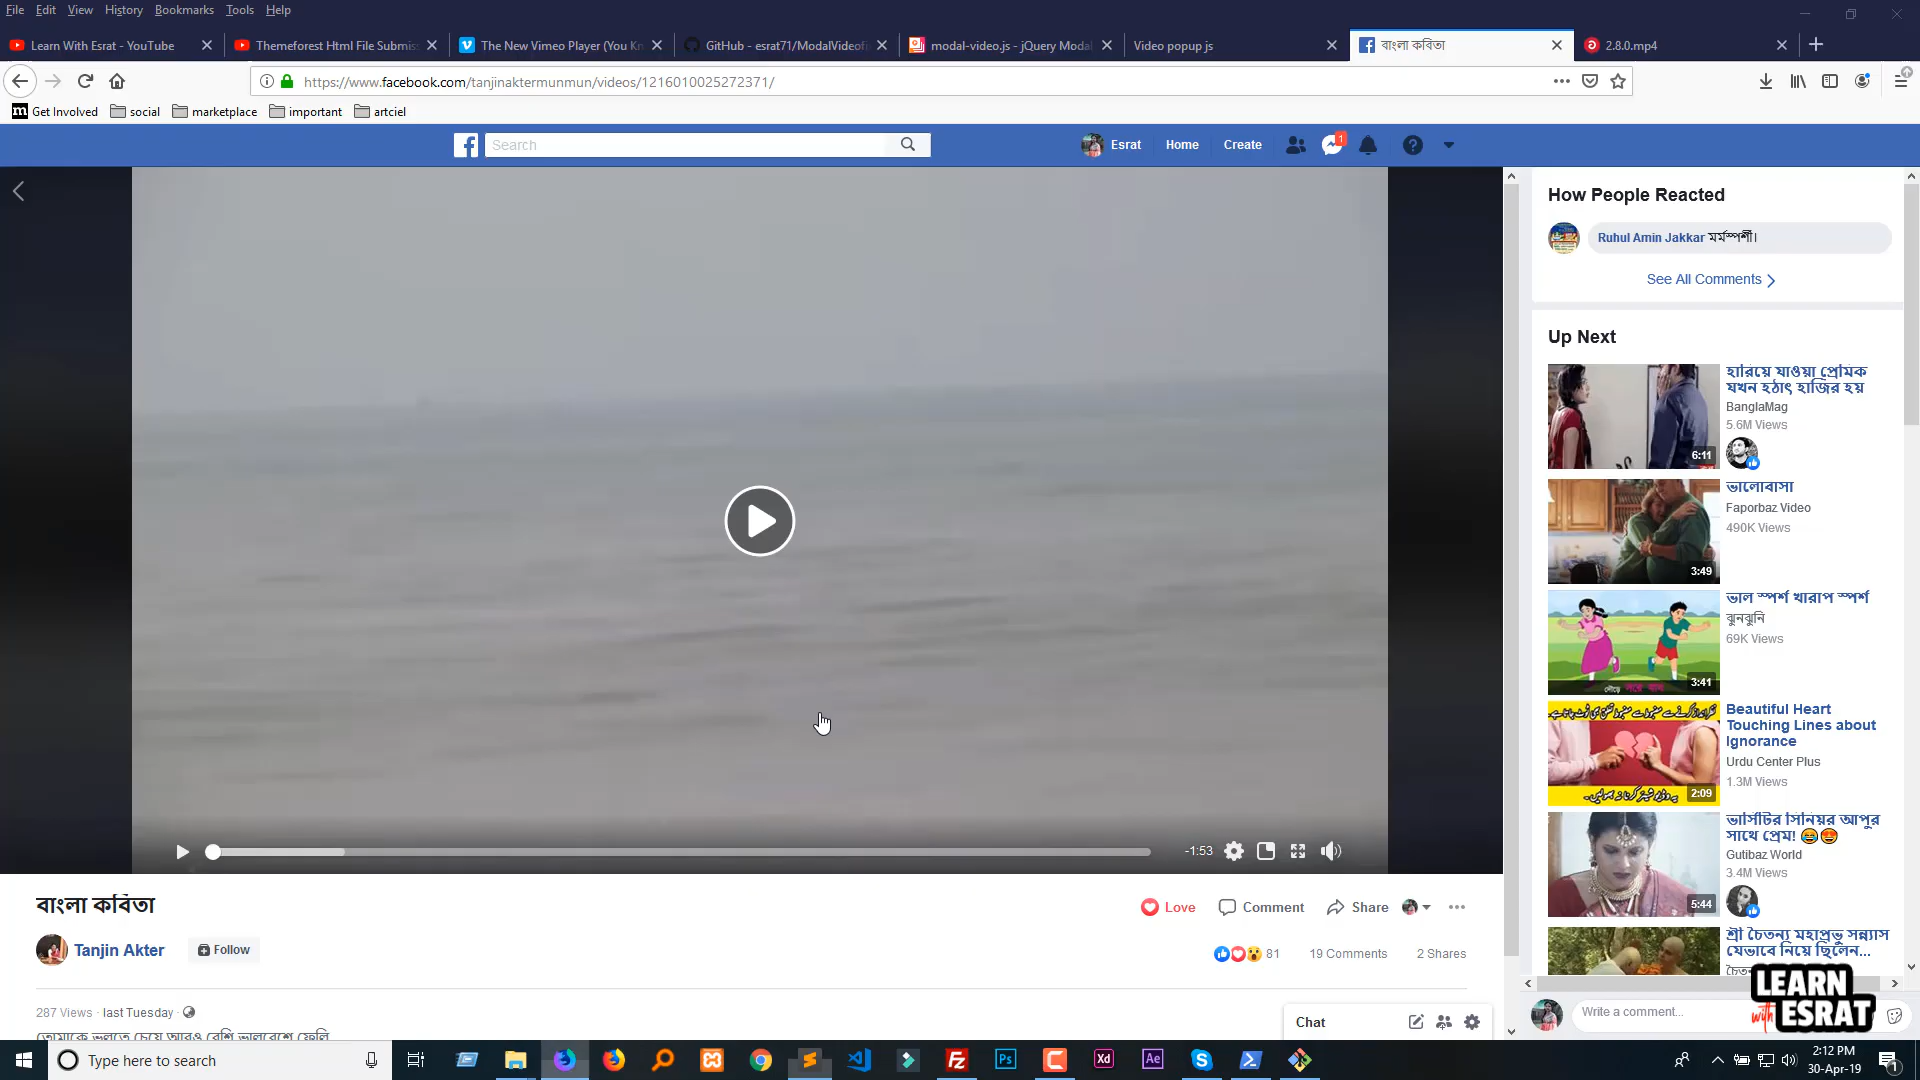 File Edit View History Bookmarks Tools Help
Learn With Esrat - YouTube
Themeforest Html File Submis
The New Vimeo Player (You Kn
GitHub - esrat71/ModalVideofi
modal-video.js - jQuery Modal
Video popup js
বাংলা কবিতা
2.8.0.mp4
https://www.facebook.com/tanjinaktermunmun/videos/1216010025272371/
Get Involved social marketplace important artciel
Search
Esrat Home Create
1
How People Reacted
Ruhul Amin Jakkar মর্মস্পর্শী।
See All Comments
Up Next
হারিয়ে যাওয়া প্রেমিক
যখন হঠাৎ হাজির হয়
BanglaMag
5.6M Views
6:11
ভালোবাসা
Faporbaz Video
490K Views
3:49
ভাল স্পর্শ খারাপ স্পর্শ
ঝুনঝুনি
69K Views
3:41
Beautiful Heart
Touching Lines about
Ignorance
Urdu Center Plus
1.3M Views
2:09
ভার্সিটির সিনিয়র আপুর
সাথে প্রেম! 😂😍
Gutibaz World
3.4M Views
5:44
শ্রী চৈতন্য মহাপ্রভু সন্ন্যাস
যেভাবে নিয়ে ছিলেন...
-1:53
বাংলা কবিতা
Love Comment Share
Tanjin Akter Follow
81 19 Comments 2 Shares
287 Views · last Tuesday ·
তোমাকে ভুলতে চেয়ে আরও বেশি ভালবেসে ফেলি
Chat
Write a comment...
LEARN
with ESRAT
Type here to search
2:12 PM
30-Apr-19
1